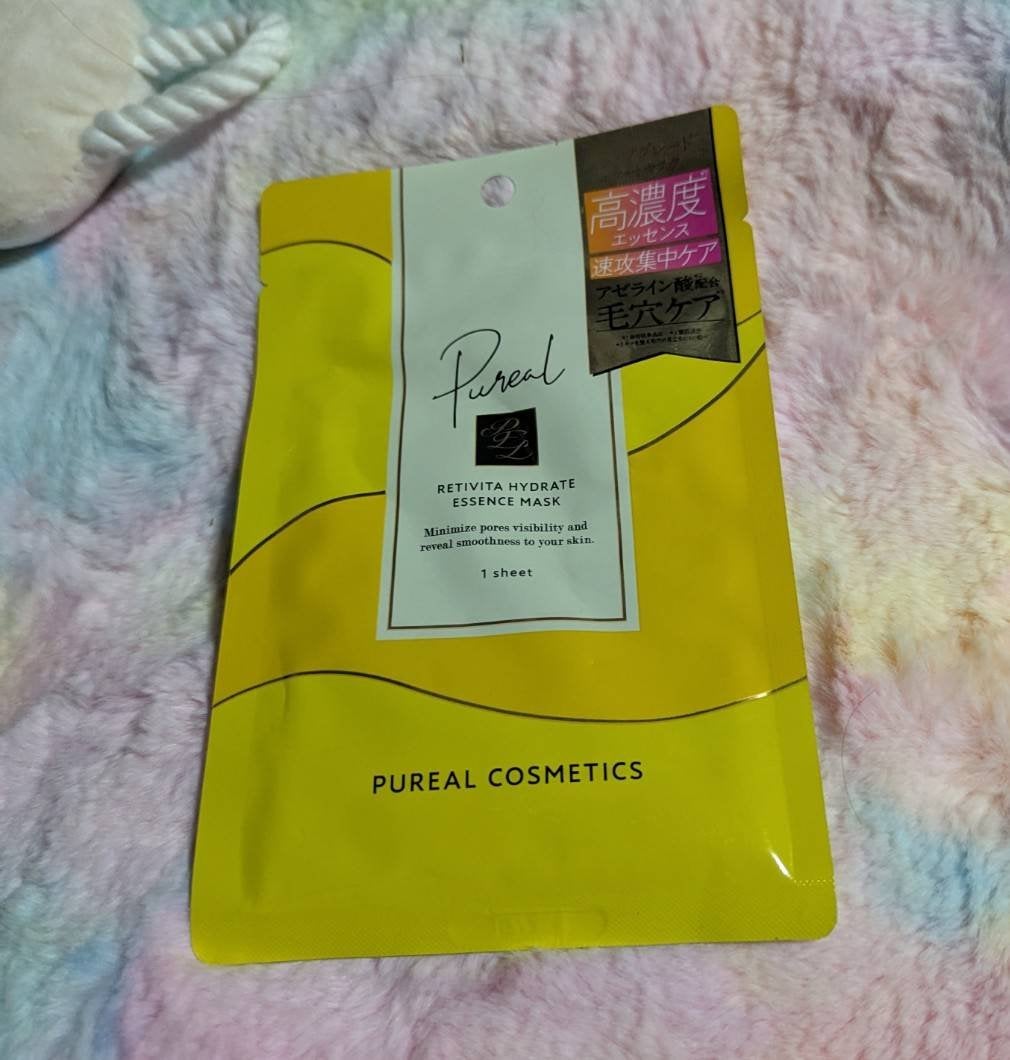 高濃度
エッセンス
速攻集中ケア
アゼライン酸配合
毛穴ケア
Pureal
PEL
RETIVITA HYDRATE
ESSENCE MASK
Minimize pores visibility and
reveal smoothness to your skin.
1 sheet
PUREAL COSMETICS